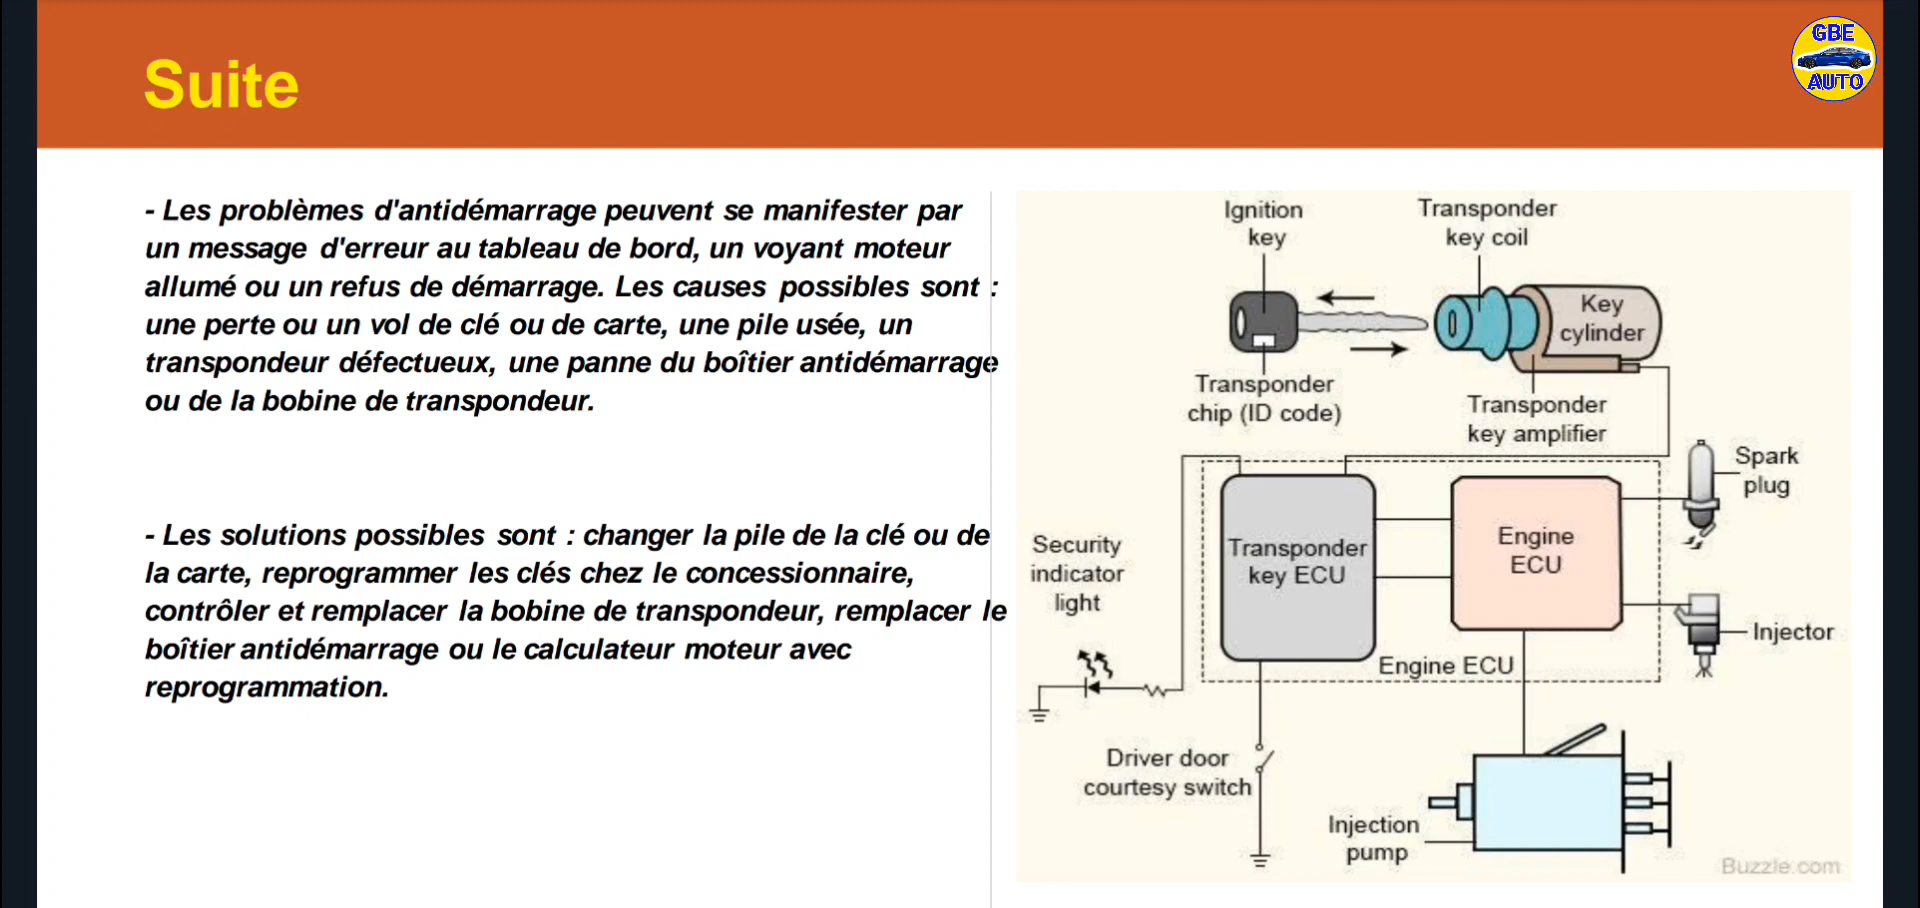 GBE
AUTO
Suite
- Les problèmes d'antidémarrage peuvent se manifester par
un message d'erreur au tableau de bord, un voyant moteur
allumé ou un refus de démarrage. Les causes possibles sont :
une perte ou un vol de clé ou de carte, une pile usée, un
transpondeur défectueux, une panne du boîtier antidémarrage
ou de la bobine de transpondeur.
- Les solutions possibles sont : changer la pile de la clé ou de
la carte, reprogrammer les clés chez le concessionnaire,
contrôler et remplacer la bobine de transpondeur, remplacer le
boîtier antidémarrage ou le calculateur moteur avec
reprogrammation.
Ignition
key
Transponder
key coil
Key
cylinder
Transponder
chip (ID code)
Transponder
key amplifier
Spark
plug
Security
indicator
light
Transponder
key ECU
Engine
ECU
Injector
Engine ECU
Driver door
courtesy switch
Injection
pump
Buzzle.com